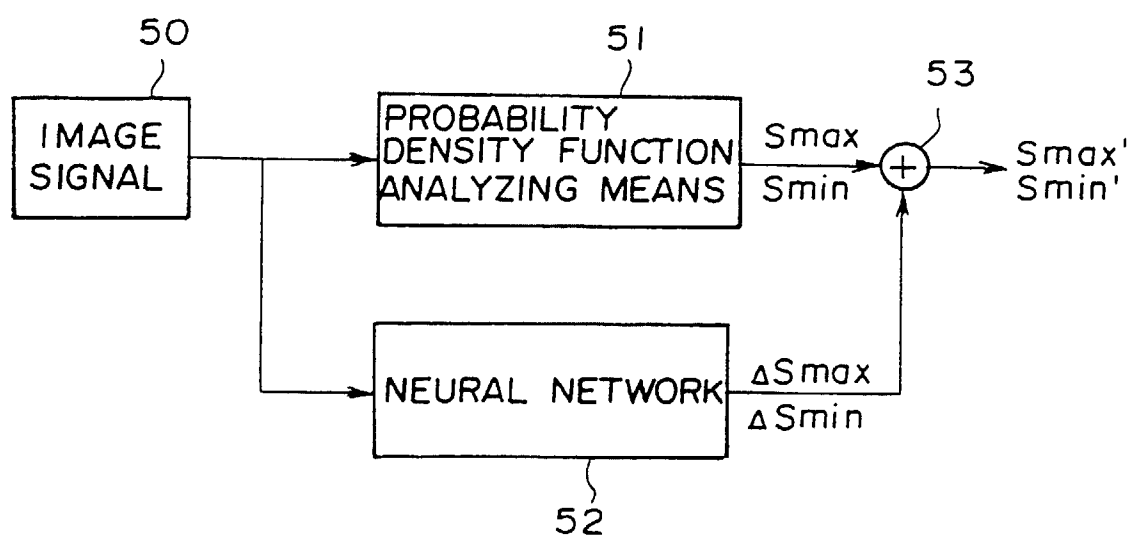 50
IMAGE
SIGNAL
51
PROBABILITY
DENSITY FUNCTION
ANALYZING MEANS
Smax
Smin
53
+
Smax'
Smin'
NEURAL NETWORK
ΔSmax
ΔSmin
52